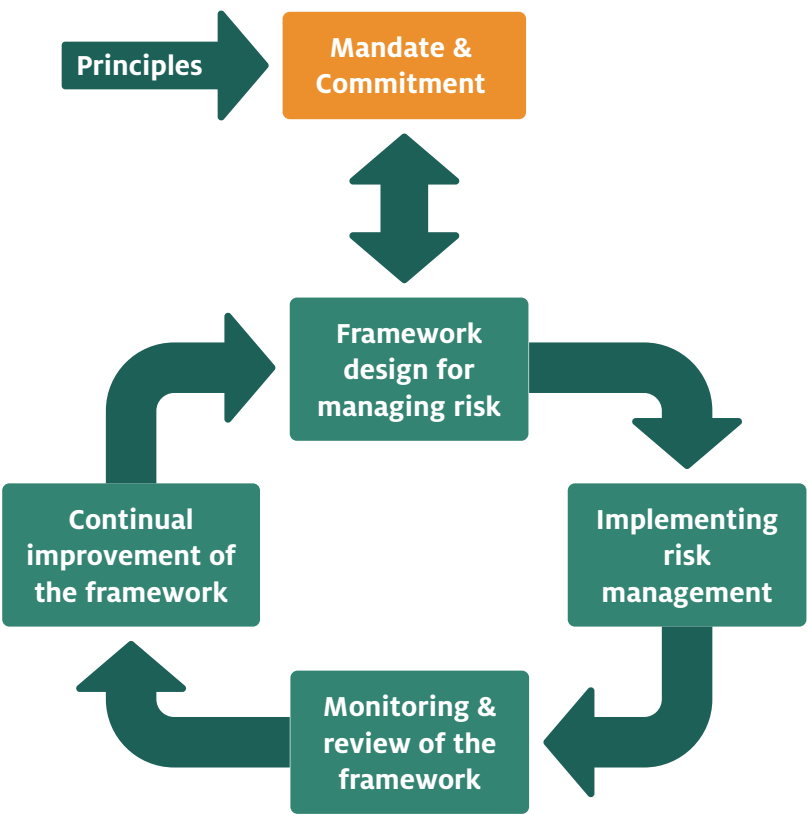 Principles
Mandate &
Commitment
Framework
design for
managing risk
Implementing
risk
management
Monitoring &
review of the
framework
Continual
improvement of
the framework